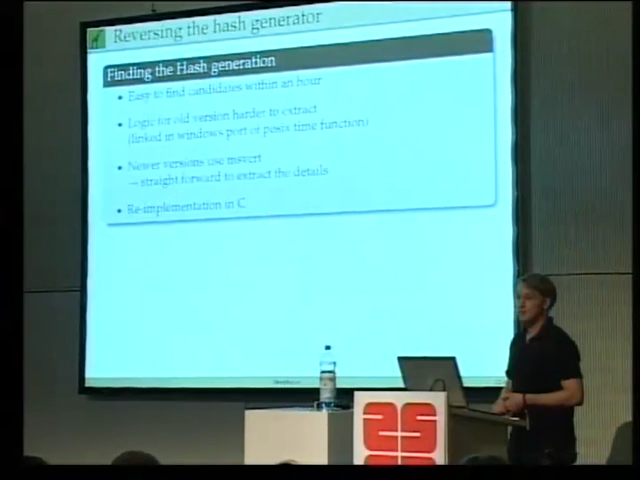 Reversing the hash generator
Finding the Hash generation
• Easy to find candidates within an hour
• Logic for old version harder to extract
(linked in windows port of posix time function)
• Newer versions use msvcrt
— straight forward to extract the details
• Re-implementation in C